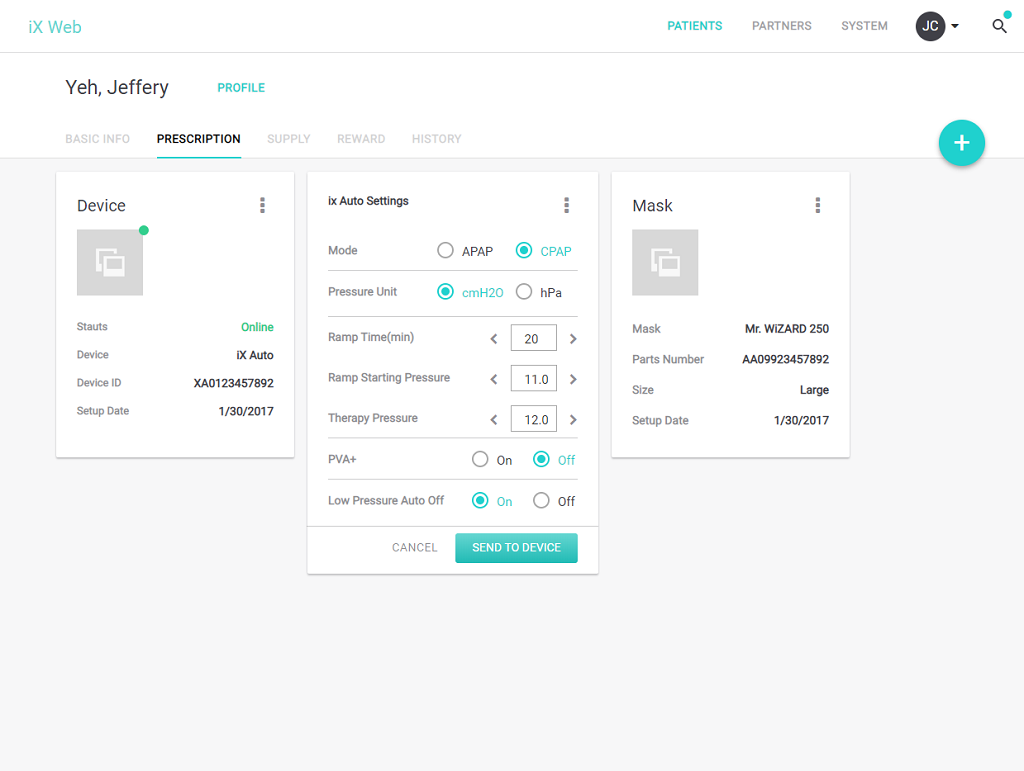 iX Web
PATIENTS PARTNERS SYSTEM JC
Yeh, Jeffery PROFILE
BASIC INFO PRESCRIPTION SUPPLY REWARD HISTORY
+
Device
Stauts Online
Device iX Auto
Device ID XA0123457892
Setup Date 1/30/2017
ix Auto Settings
Mode APAP CPAP
Pressure Unit cmH2O hPa
Ramp Time(min) 20
Ramp Starting Pressure 11.0
Therapy Pressure 12.0
PVA+ On Off
Low Pressure Auto Off On Off
CANCEL SEND TO DEVICE
Mask
Mask Mr. WiZARD 250
Parts Number AA09923457892
Size Large
Setup Date 1/30/2017